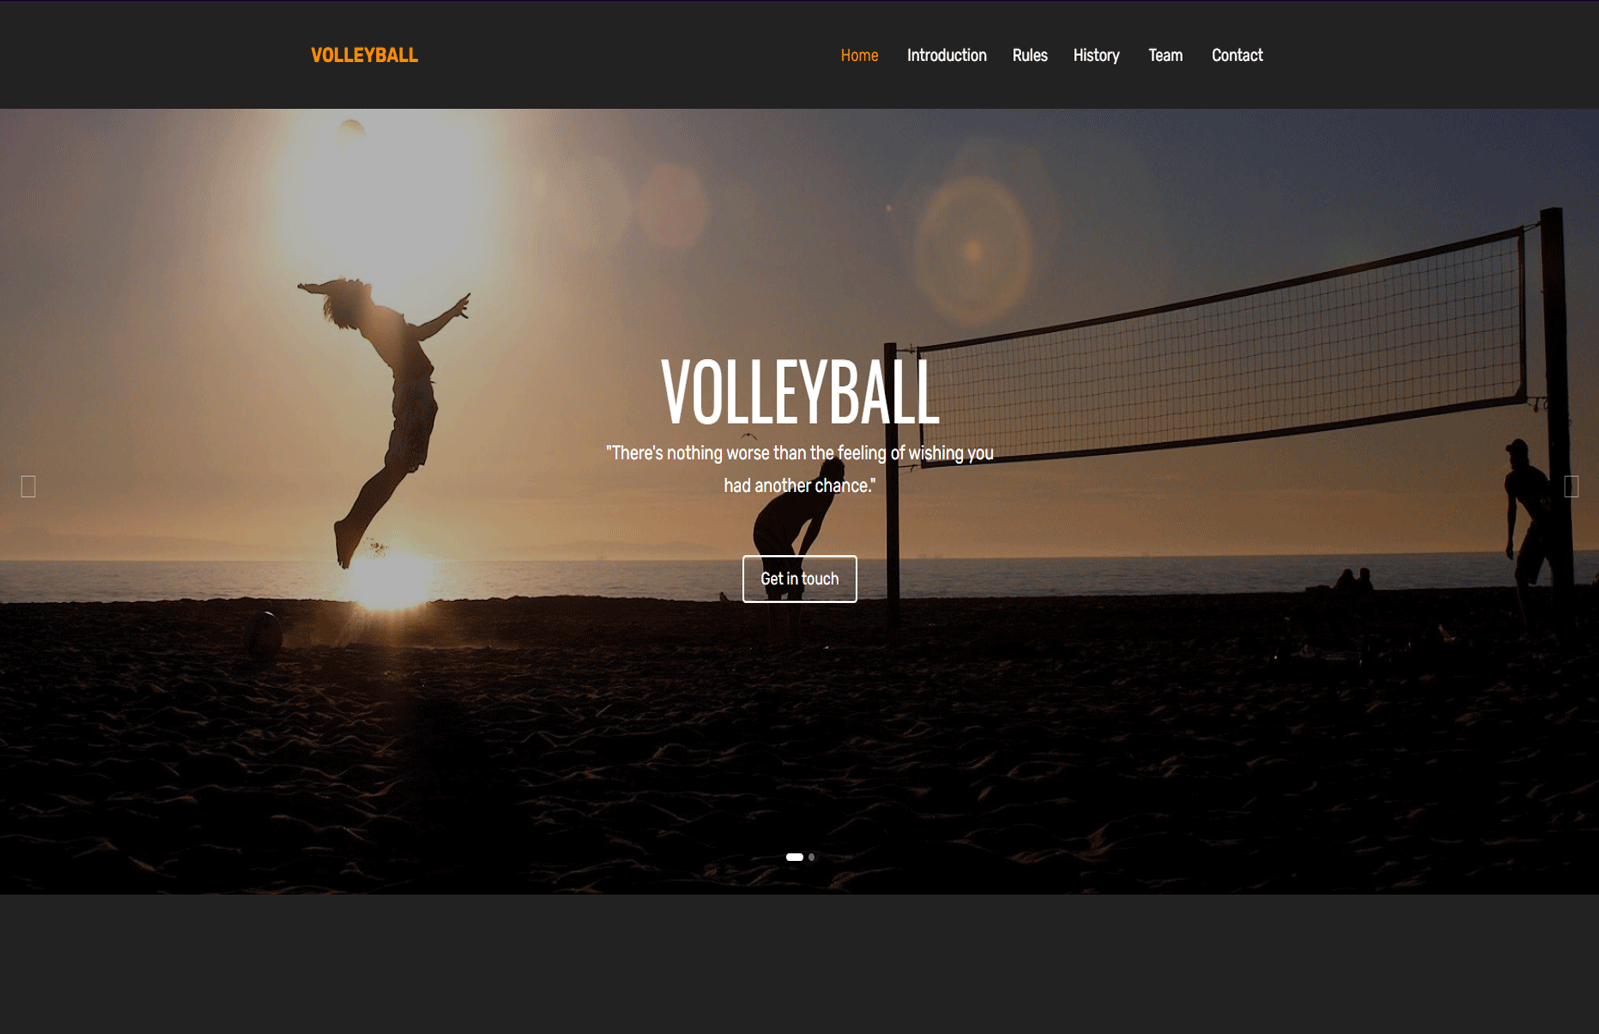 VOLLEYBALL
Home Introduction Rules History Team Contact
VOLLEYBALL
"There's nothing worse than the feeling of wishing you
had another chance."
Get in touch